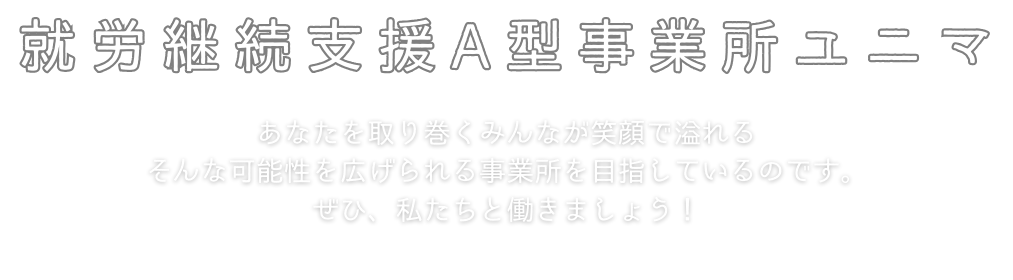 就労継続支援A型事業所ユニマ
あなたを取り巻くみんなが笑顔で溢れる
そんな可能性を広げられる事業所を目指しているのです。
ぜひ、私たちと働きましょう！